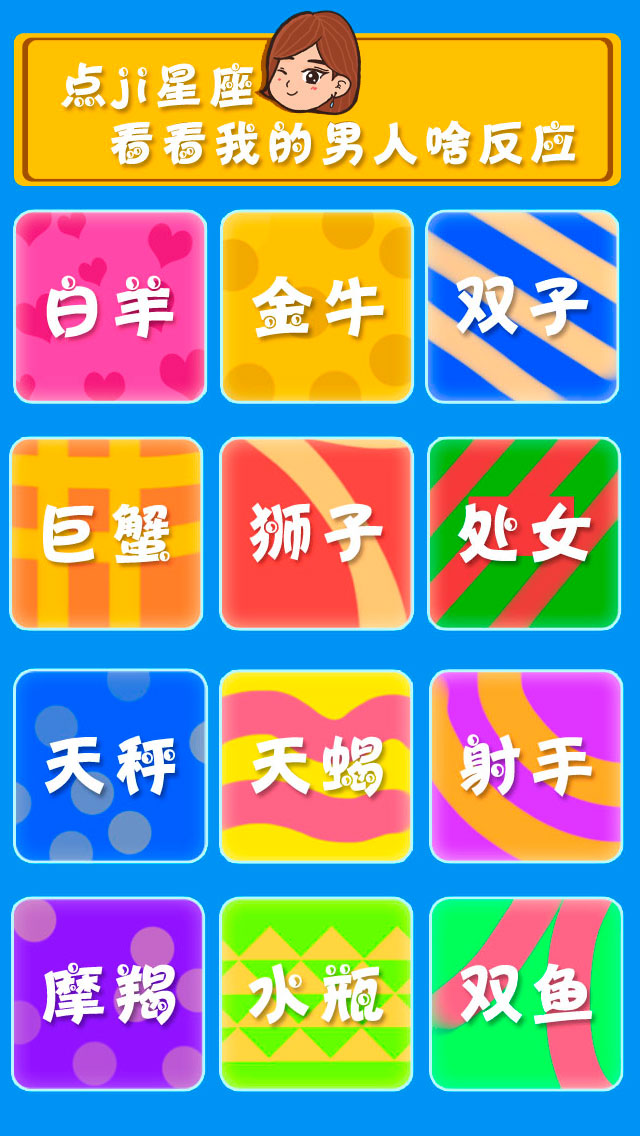 点ji星座
看看我的男人啥反应
白羊
金牛
双子
巨蟹
狮子
处女
天秤
天蝎
射手
摩羯
水瓶
双鱼